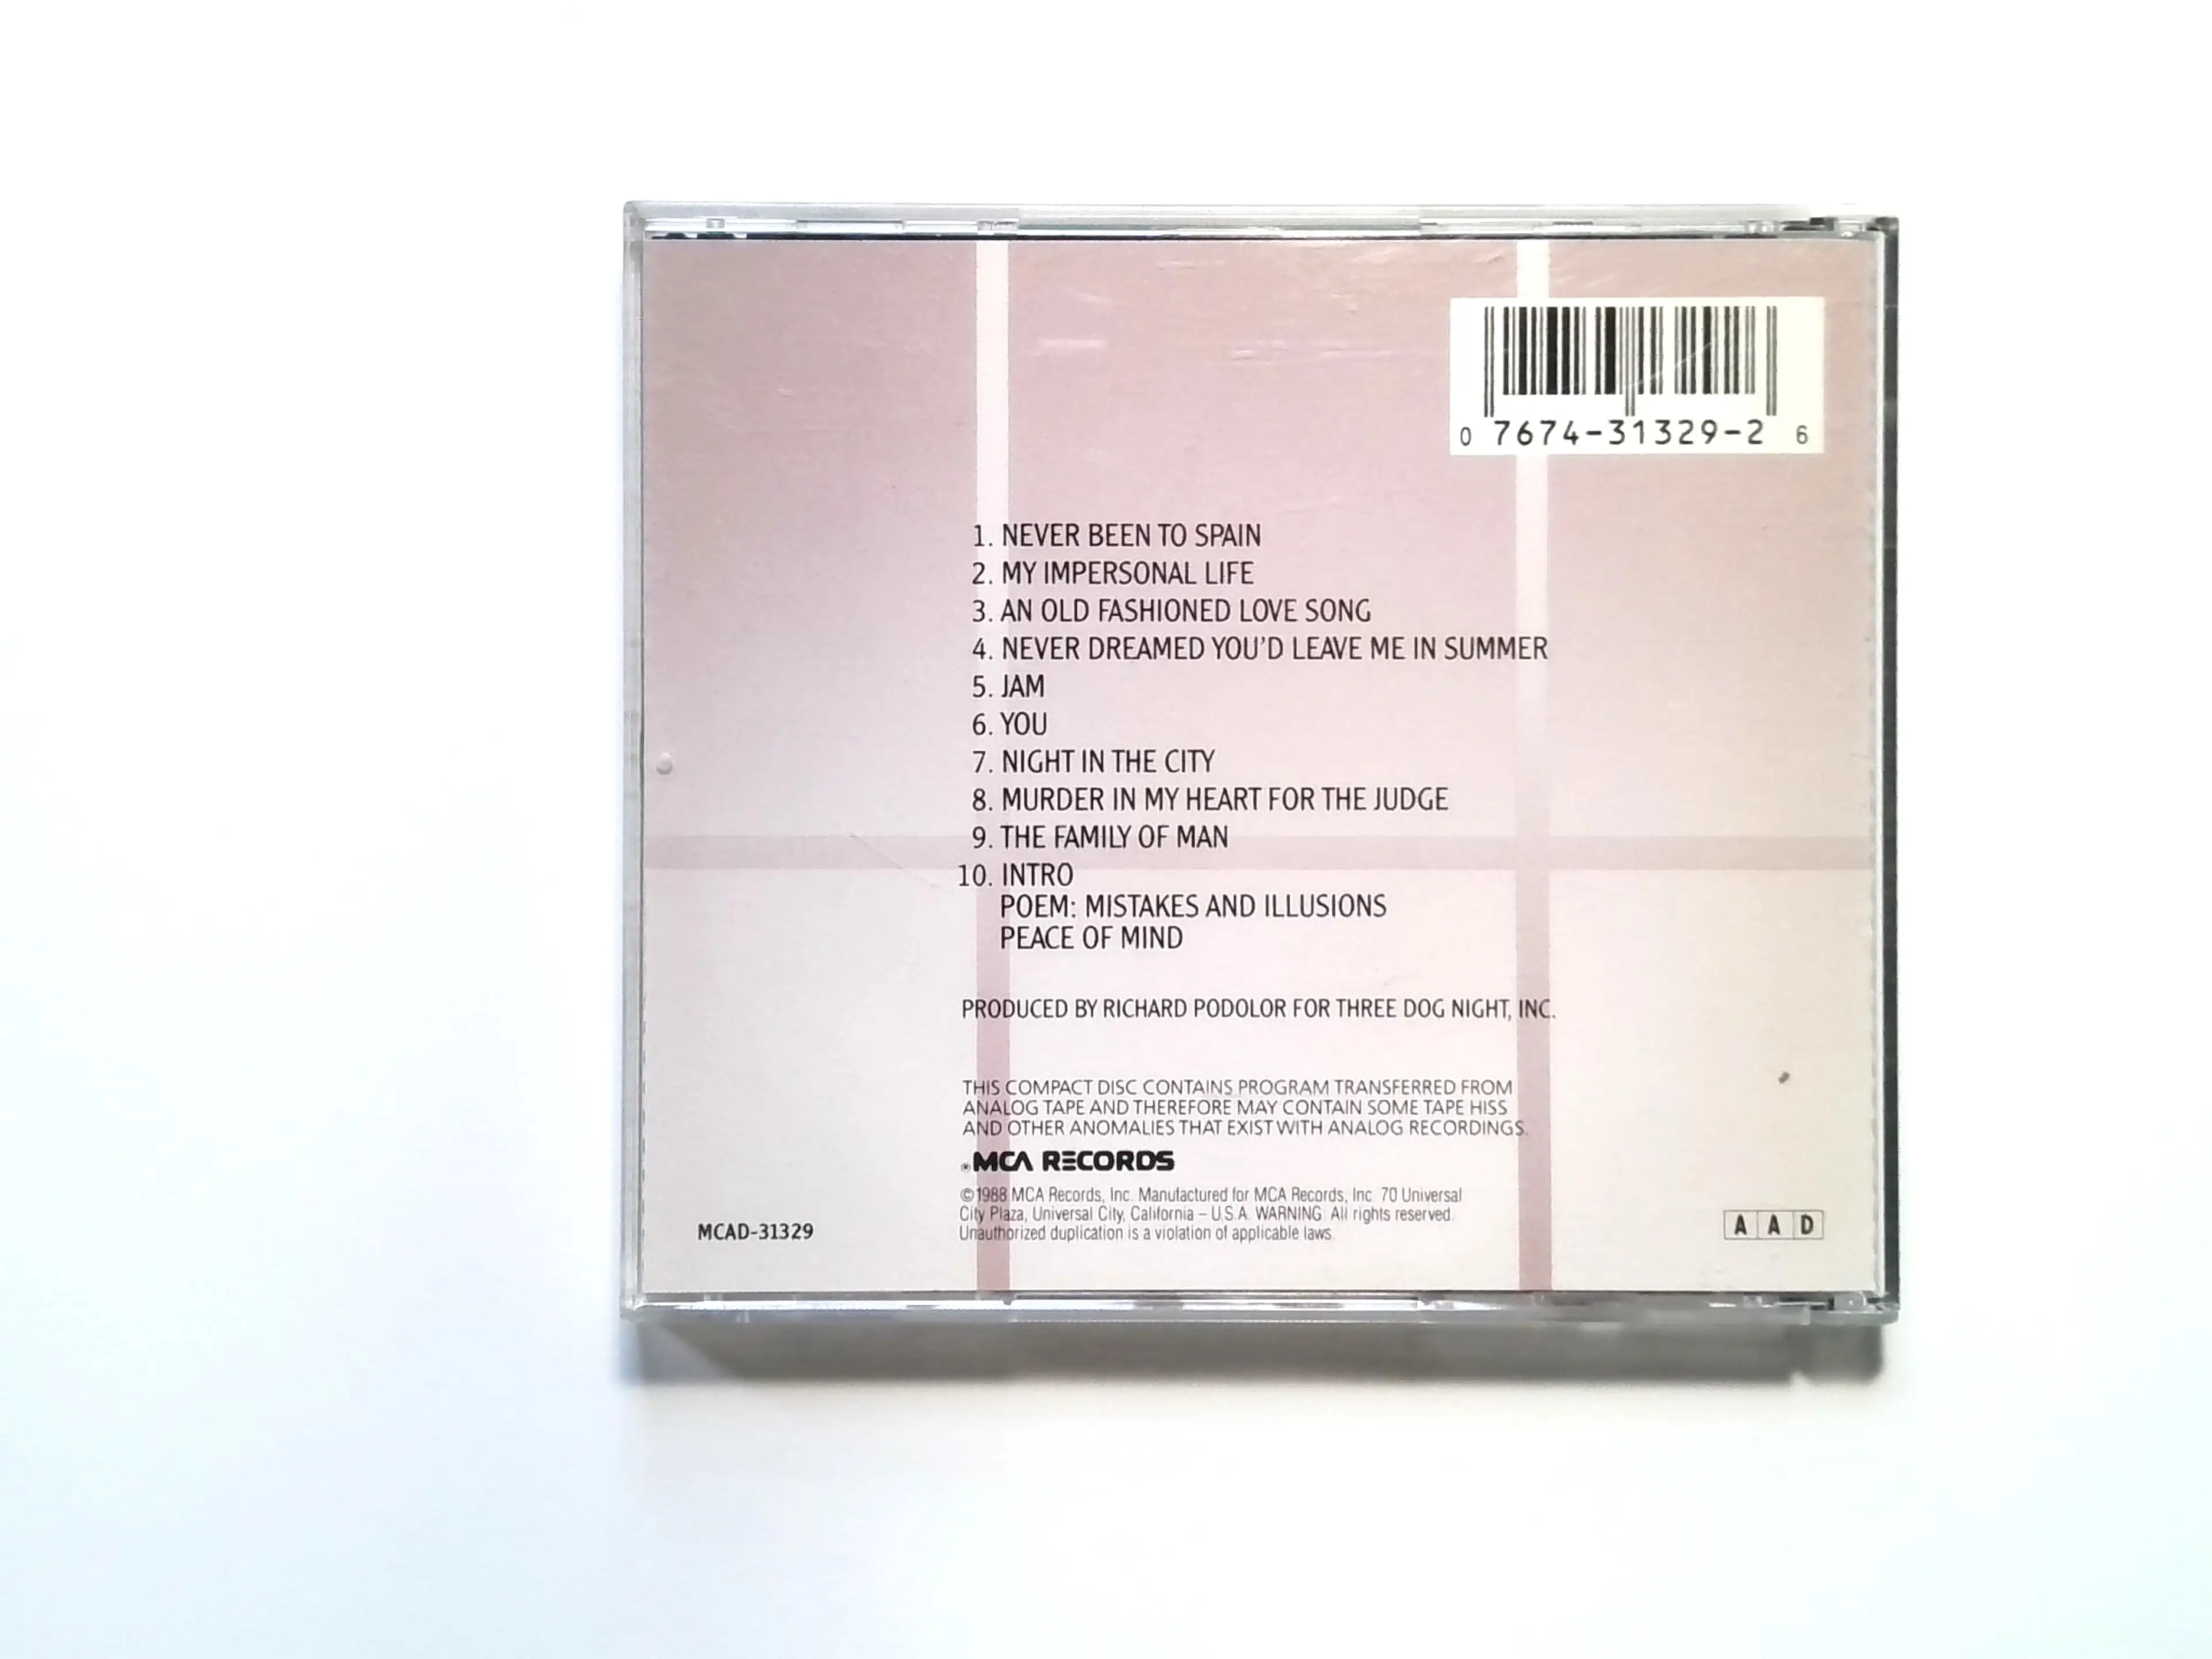 0 7674-31329-2 6
1. NEVER BEEN TO SPAIN
2. MY IMPERSONAL LIFE
3. AN OLD FASHIONED LOVE SONG
4. NEVER DREAMED YOU'D LEAVE ME IN SUMMER
5. JAM
6. YOU
7. NIGHT IN THE CITY
8. MURDER IN MY HEART FOR THE JUDGE
9. THE FAMILY OF MAN
10. INTRO
POEM: MISTAKES AND ILLUSIONS
PEACE OF MIND
PRODUCED BY RICHARD PODOLOR FOR THREE DOG NIGHT, INC.
THIS COMPACT DISC CONTAINS PROGRAM TRANSFERRED FROM
ANALOG TAPE AND THEREFORE MAY CONTAIN SOME TAPE HISS
AND OTHER ANOMALIES THAT EXIST WITH ANALOG RECORDINGS.
MCA RECORDS
©1988 MCA Records, Inc. Manufactured for MCA Records, Inc. 70 Universal
City Plaza, Universal City, California – U.S.A. WARNING: All rights reserved.
Unauthorized duplication is a violation of applicable laws.
MCAD-31329
A A D